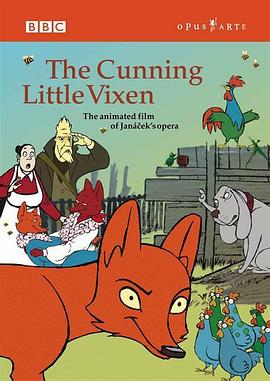 BBC
OPUS ARTE
The Cunning
Little Vixen
The animated film
of Janáček's opera